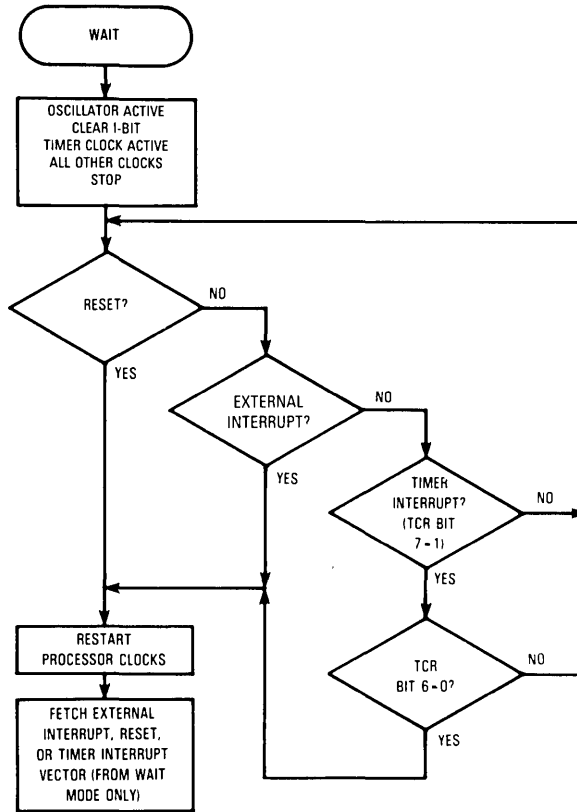 WAIT
OSCILLATOR ACTIVE
CLEAR I-BIT
TIMER CLOCK ACTIVE
ALL OTHER CLOCKS
STOP
RESET?
NO
YES
EXTERNAL
INTERRUPT?
NO
YES
TIMER
INTERRUPT?
(TCR BIT
7-1)
NO
YES
TCR
BIT 6-0?
NO
YES
RESTART
PROCESSOR CLOCKS
FETCH EXTERNAL
INTERRUPT, RESET,
OR TIMER INTERRUPT
VECTOR (FROM WAIT
MODE ONLY)